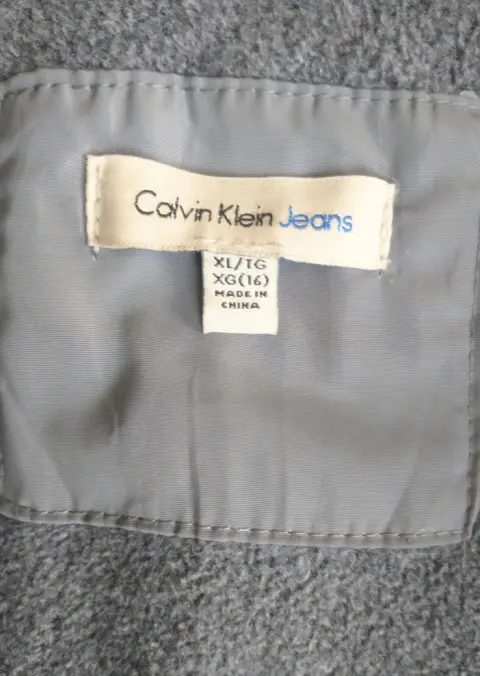 Calvin Klein Jeans
XL/TG
XG(16)
MADE IN
CHINA